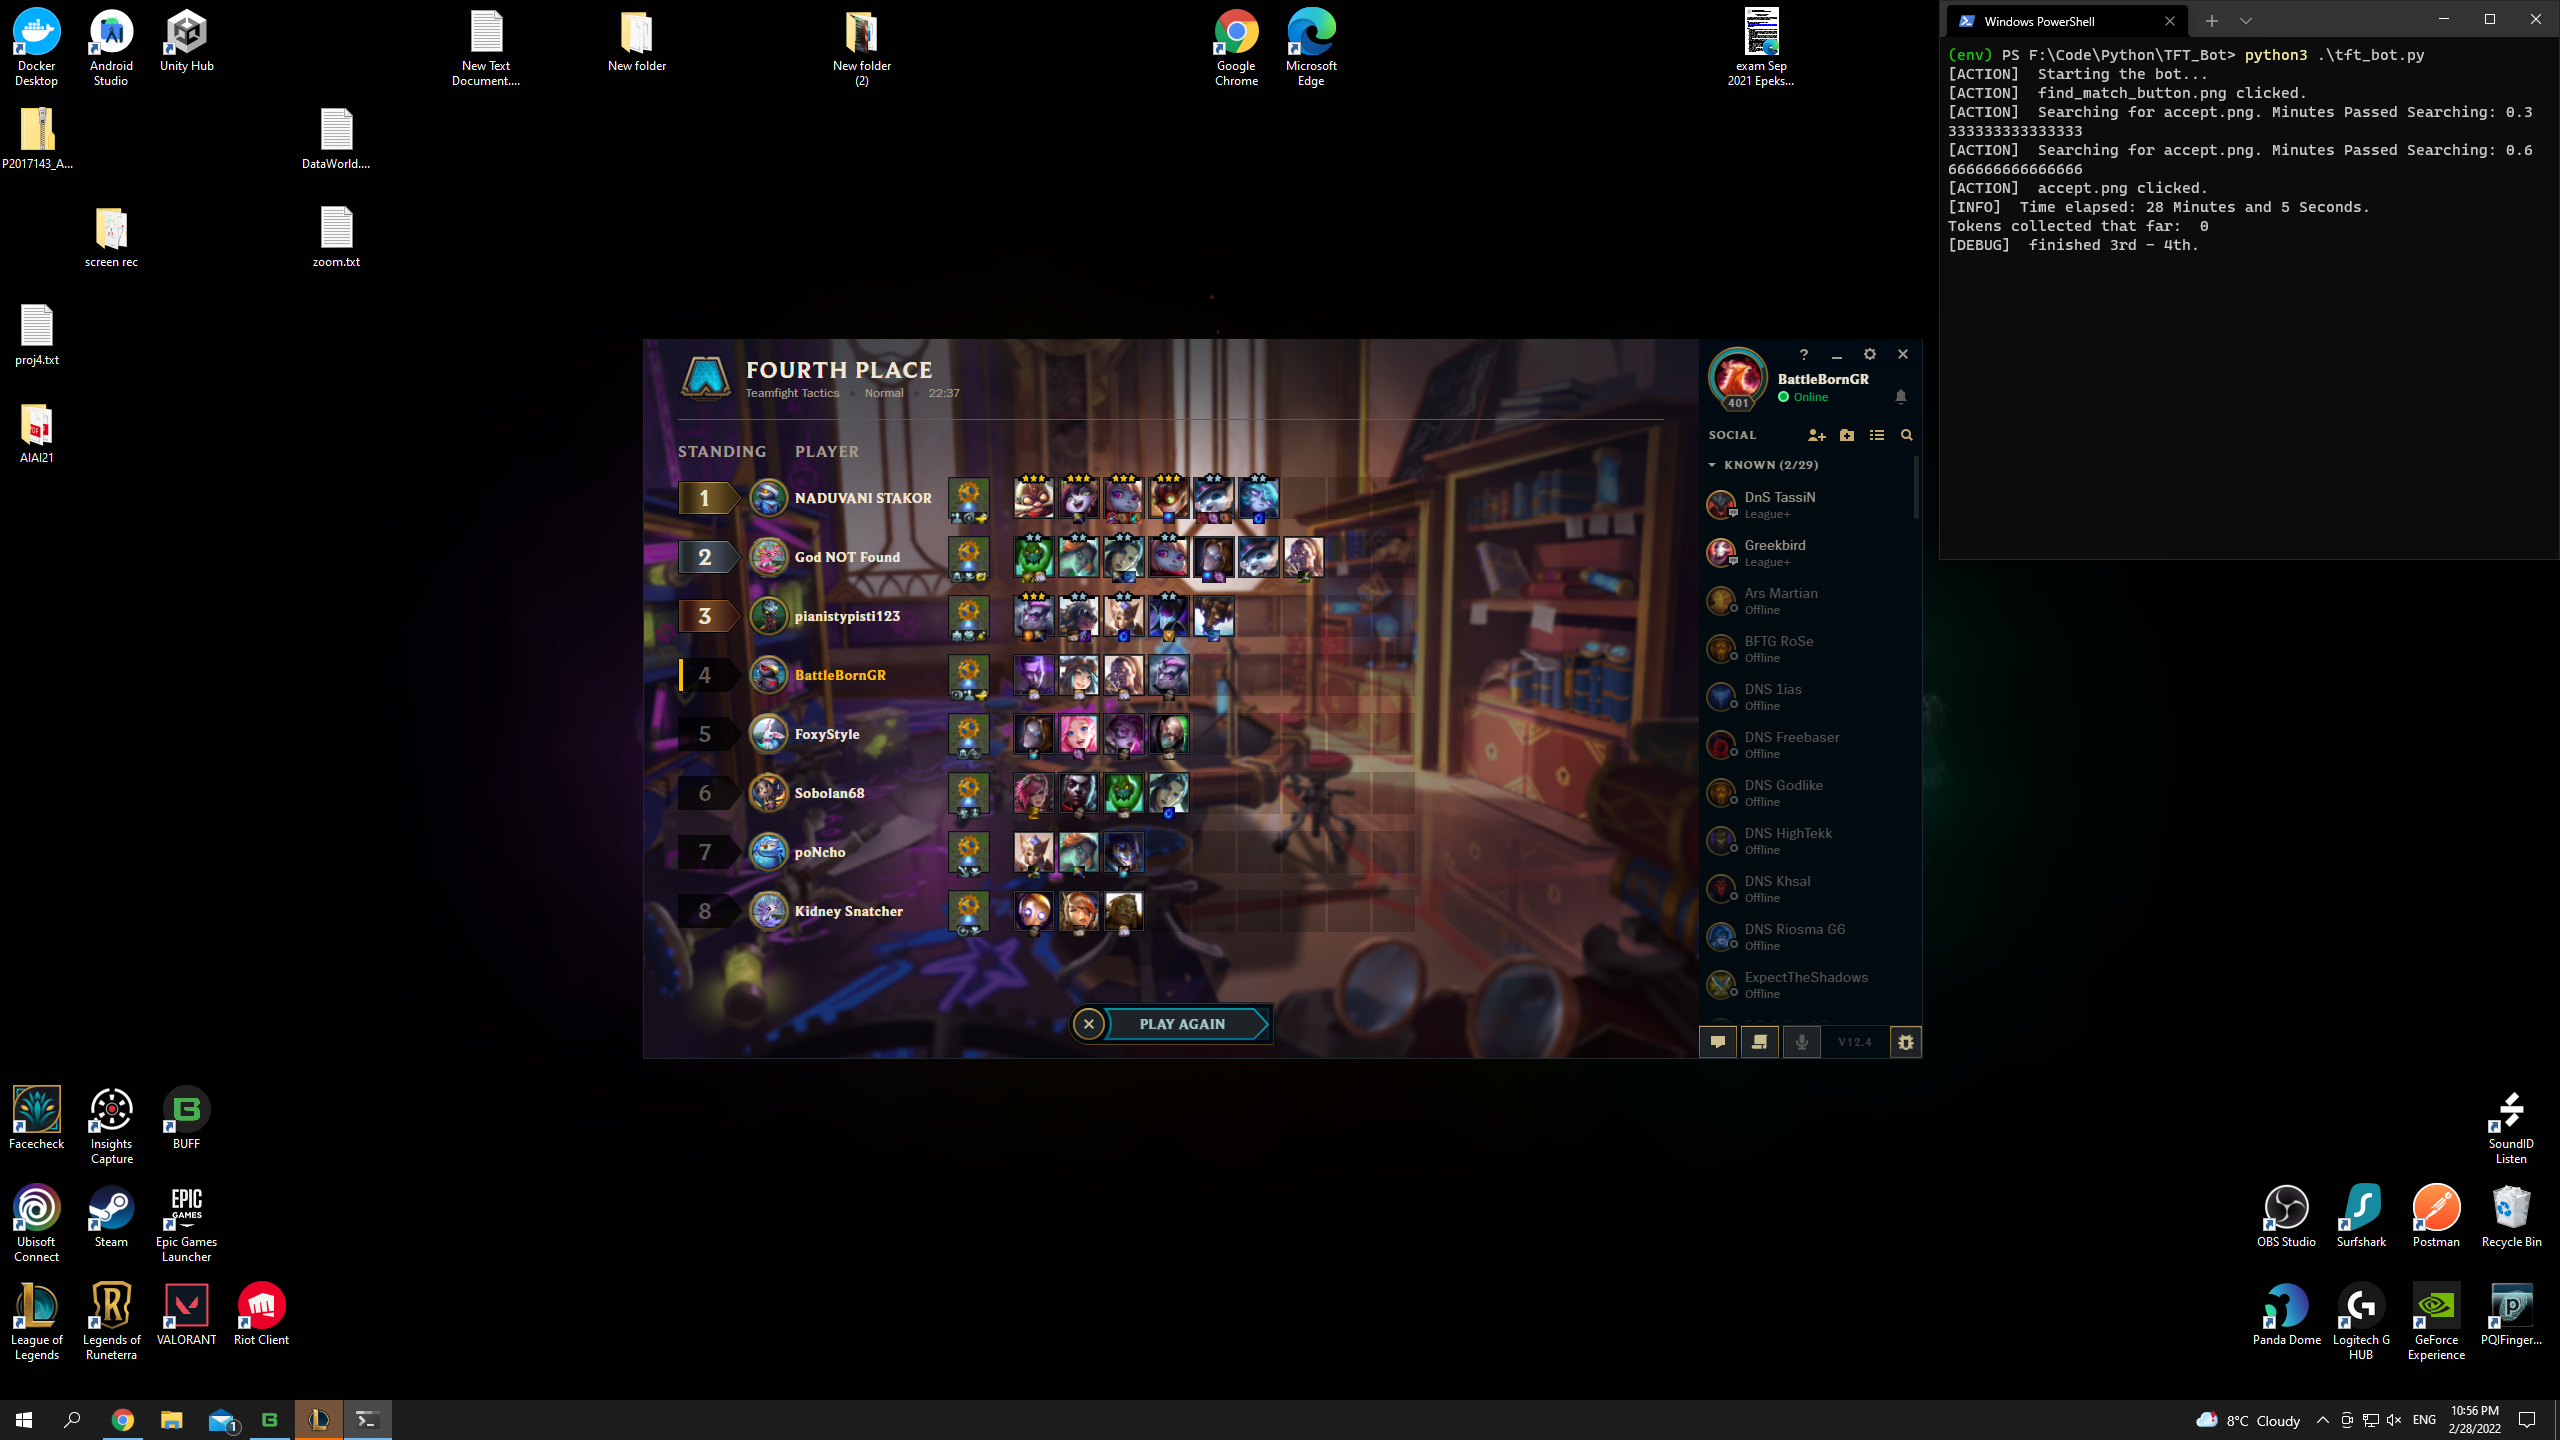 Docker Desktop
Android Studio
Unity Hub
New Text Document....
New folder
New folder (2)
Google Chrome
Microsoft Edge
exam Sep 2021 Epeks...
P2017143_A...
DataWorld....
screen rec
zoom.txt
proj4.txt
AIAI21
Windows PowerShell
(env) PS F:\Code\Python\TFT_Bot> python3 .\tft_bot.py
[ACTION]  Starting the bot...
[ACTION]  find_match_button.png clicked.
[ACTION]  Searching for accept.png. Minutes Passed Searching: 0.3
333333333333333
[ACTION]  Searching for accept.png. Minutes Passed Searching: 0.6
666666666666666
[ACTION]  accept.png clicked.
[INFO]  Time elapsed: 28 Minutes and 5 Seconds.
Tokens collected that far:  0
[DEBUG]  finished 3rd - 4th.
FOURTH PLACE
Teamfight Tactics • Normal • 22:37
STANDING PLAYER
1 NADUVANI STAKOR
2 God NOT Found
3 pianistypisti123
4 BattleBornGR
5 FoxyStyle
6 Sobolan68
7 poNcho
8 Kidney Snatcher
PLAY AGAIN
401
BattleBornGR
Online
SOCIAL
KNOWN (2/29)
DnS TassiN
League+
Greekbird
League+
Ars Martian
Offline
BFTG RoSe
Offline
DNS 1ias
Offline
DNS Freebaser
Offline
DNS Godlike
Offline
DNS HighTekk
Offline
DNS Khsal
Offline
DNS Riosma G6
Offline
ExpectTheShadows
Offline
V12.4
Facecheck
Insights Capture
BUFF
Ubisoft Connect
Steam
EPIC GAMES
Epic Games Launcher
League of Legends
Legends of Runeterra
VALORANT
Riot Client
SoundID Listen
OBS Studio
Surfshark
Postman
Recycle Bin
Panda Dome
Logitech G HUB
GeForce Experience
PQIFinger...
1
8°C Cloudy
ENG
10:56 PM
2/28/2022